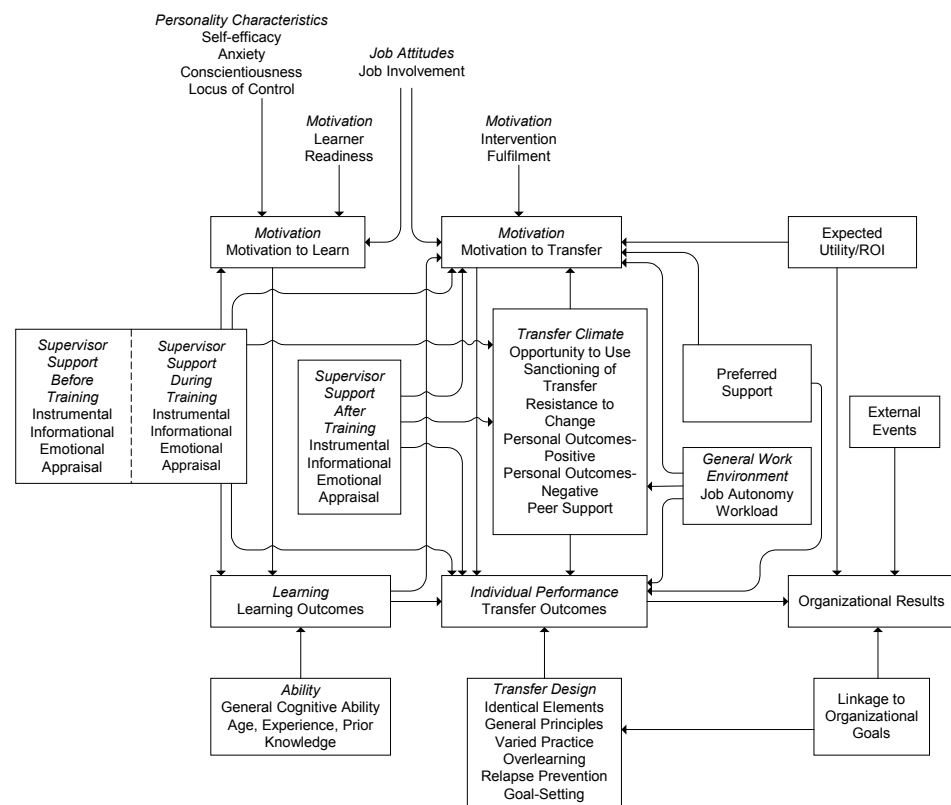 Personality Characteristics
Self-efficacy
Anxiety
Conscientiousness
Locus of Control
Job Attitudes
Job Involvement
Motivation
Learner
Readiness
Motivation
Intervention
Fulfilment
Motivation
Motivation to Learn
Motivation
Motivation to Transfer
Expected
Utility/ROI
Supervisor
Support
Before
Training
Instrumental
Informational
Emotional
Appraisal
Supervisor
Support
During
Training
Instrumental
Informational
Emotional
Appraisal
Supervisor
Support
After
Training
Instrumental
Informational
Emotional
Appraisal
Transfer Climate
Opportunity to Use
Sanctioning of
Transfer
Resistance to
Change
Personal Outcomes-
Positive
Personal Outcomes-
Negative
Peer Support
Preferred
Support
External
Events
General Work
Environment
Job Autonomy
Workload
Learning
Learning Outcomes
Individual Performance
Transfer Outcomes
Organizational Results
Ability
General Cognitive Ability
Age, Experience, Prior
Knowledge
Transfer Design
Identical Elements
General Principles
Varied Practice
Overlearning
Relapse Prevention
Goal-Setting
Linkage to
Organizational
Goals